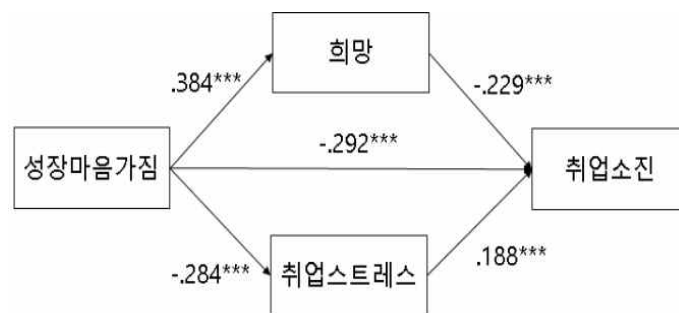 희망
.384***
-.229***
-.292***
성장마음가짐
취업소진
-.284***
취업스트레스
.188***